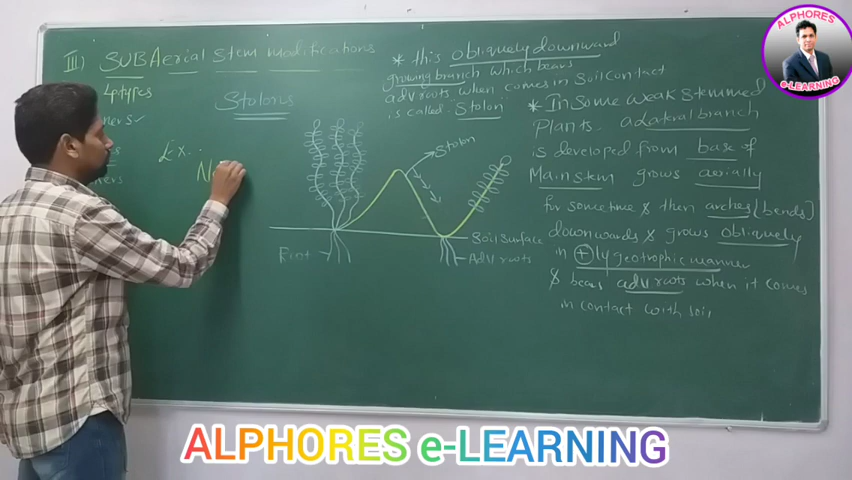 III) SUBAerial Stem modifications
4 types
Stolons
Ex..
N
* this obliquely downward
growing branch which bears
adv roots when comes in Soil Contact
is called Stolon
Stolon
Soil Surface
Adv roots
Root
* In Some weak Stemmed
Plants. a Lateral branch
is developed from base of
Main stem grows aerially
for sometime & then arches (bends)
downwards & grows obliquely
in +ly geotrophic manner
& bears adv roots when it comes
in contact with soil
ALPHORES
e-LEARNING
ALPHORES e-LEARNING